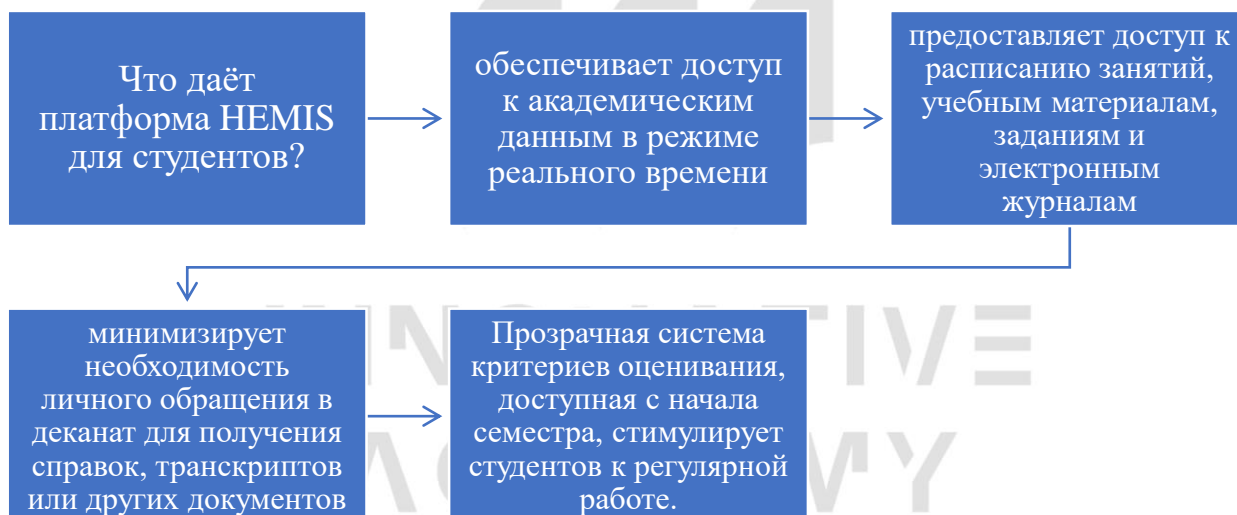 Что даёт
платформа HEMIS
для студентов?
обеспечивает доступ
к академическим
данным в режиме
реального времени
предоставляет доступ к
расписанию занятий,
учебным материалам,
заданиям и
электронным
журналам
минимизирует
необходимость
личного обращения в
деканат для получения
справок, транскриптов
или других документов
Прозрачная система
критериев оценивания,
доступная с начала
семестра, стимулирует
студентов к регулярной
работе.